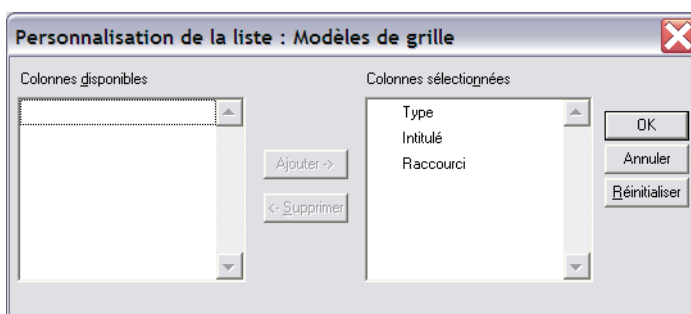 Personnalisation de la liste : Modèles de grille
Colonnes disponibles
Colonnes sélectionnées
Type
Intitulé
Raccourci
Ajouter ->
<- Supprimer
OK
Annuler
Réinitialiser